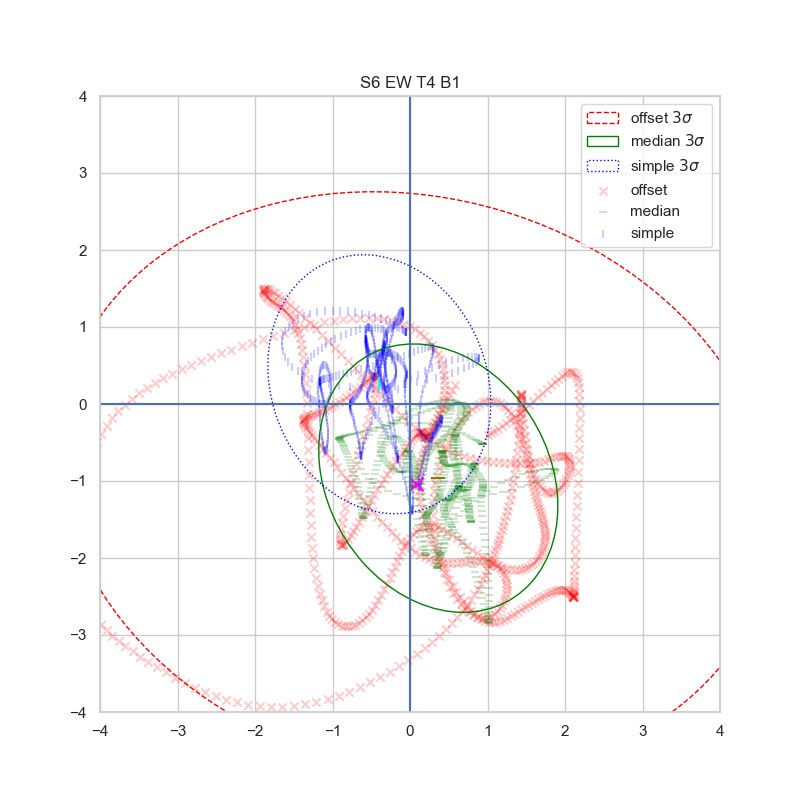 S6 EW T4 B1
4
3
2
1
0
−1
−2
−3
−4
−4 −3 −2 −1 0 1 2 3 4
offset 3σ
median 3σ
simple 3σ
offset
median
simple